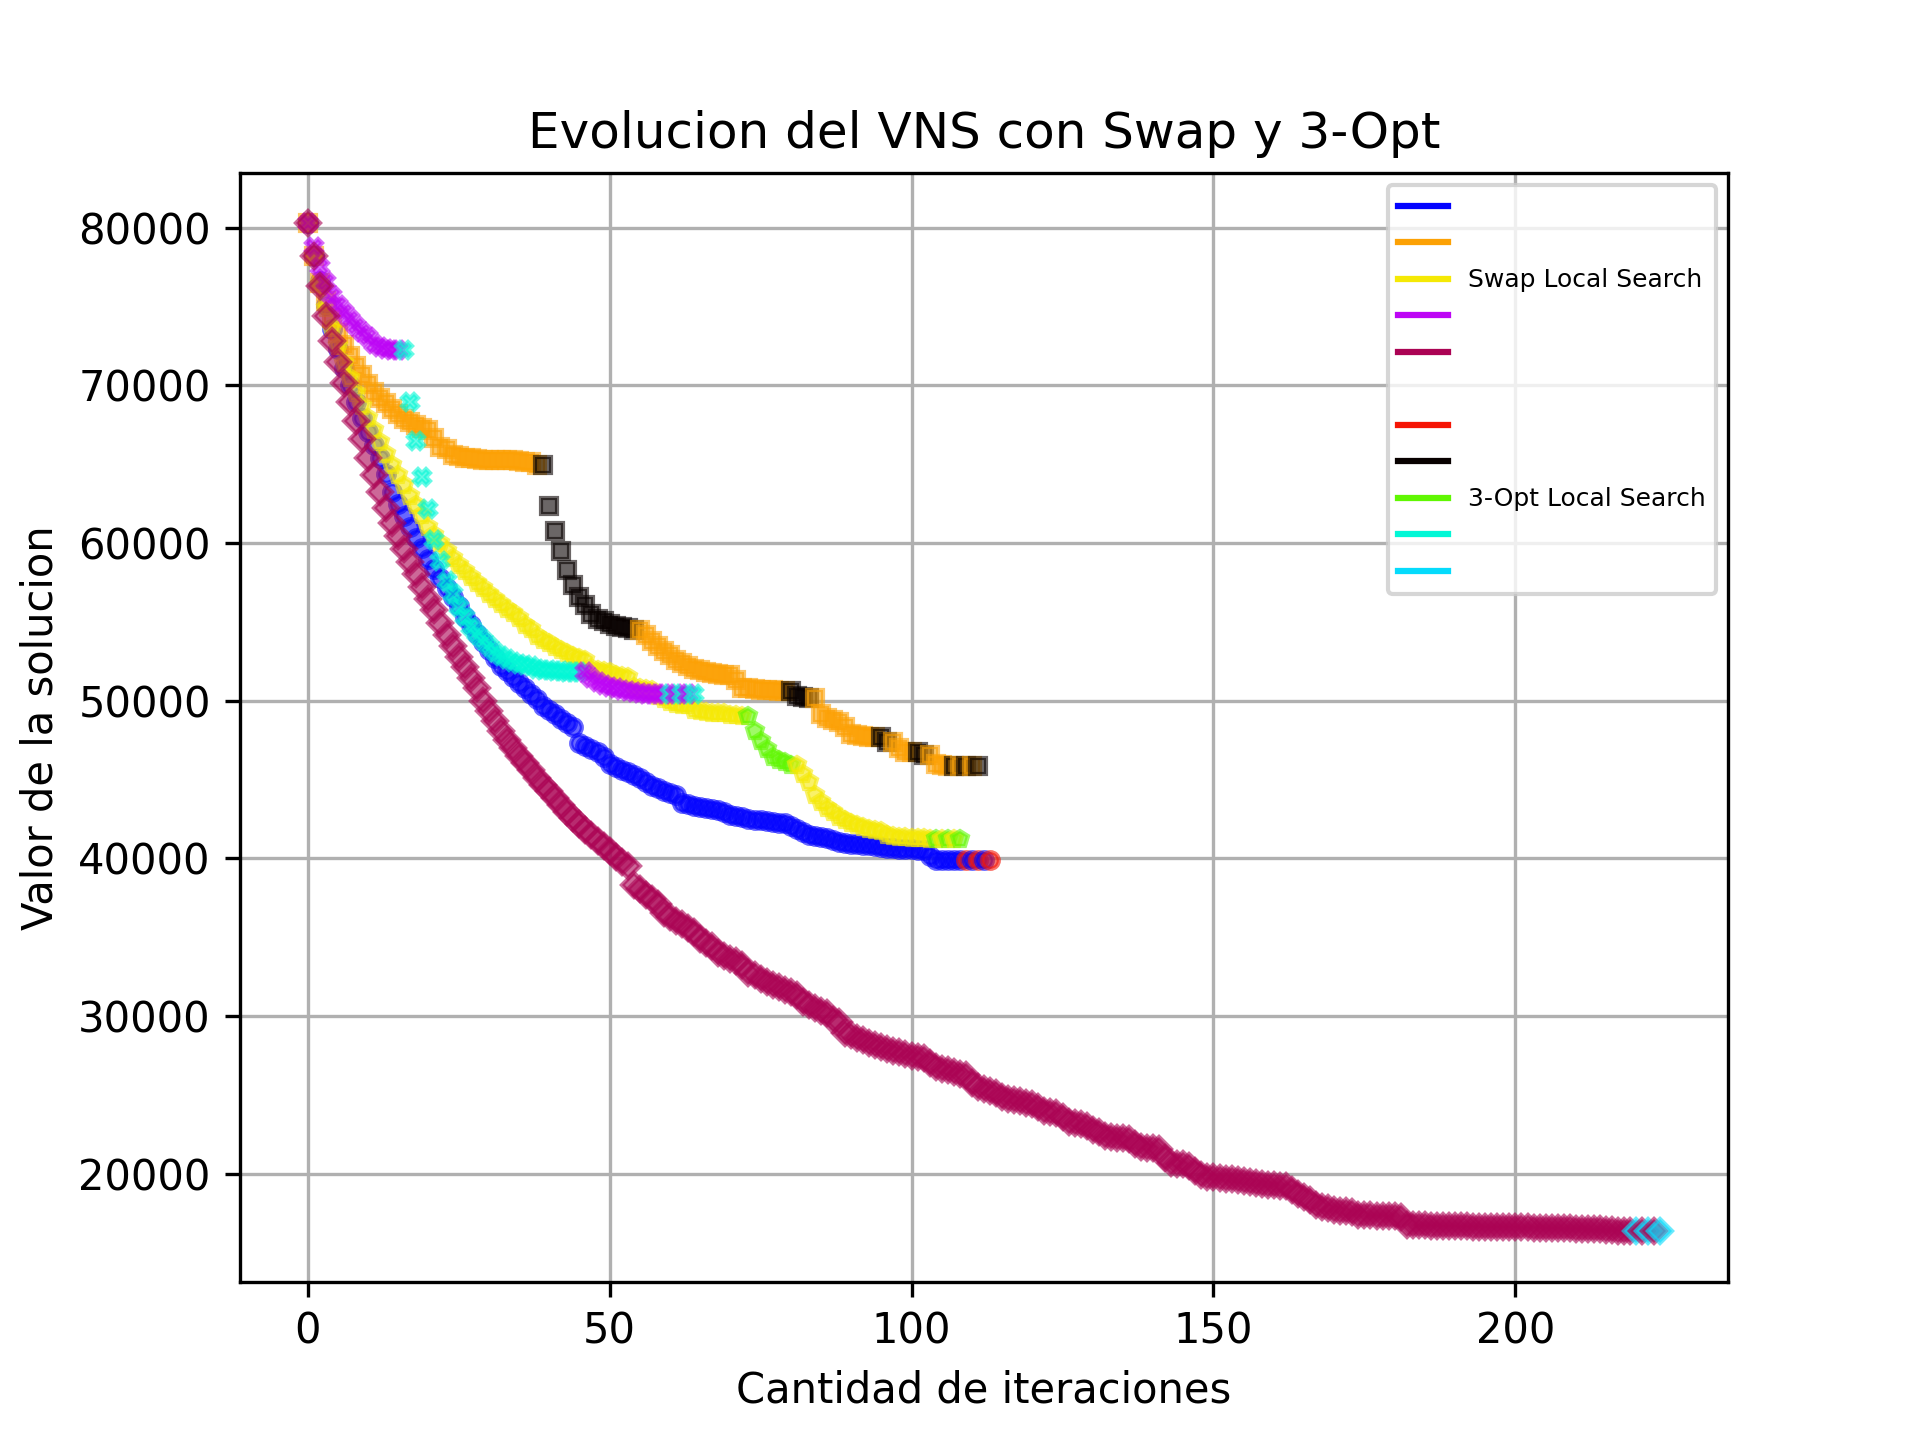 Evolucion del VNS con Swap y 3-Opt
Swap Local Search
3-Opt Local Search
Valor de la solucion
80000
70000
60000
50000
40000
30000
20000
0 50 100 150 200
Cantidad de iteraciones